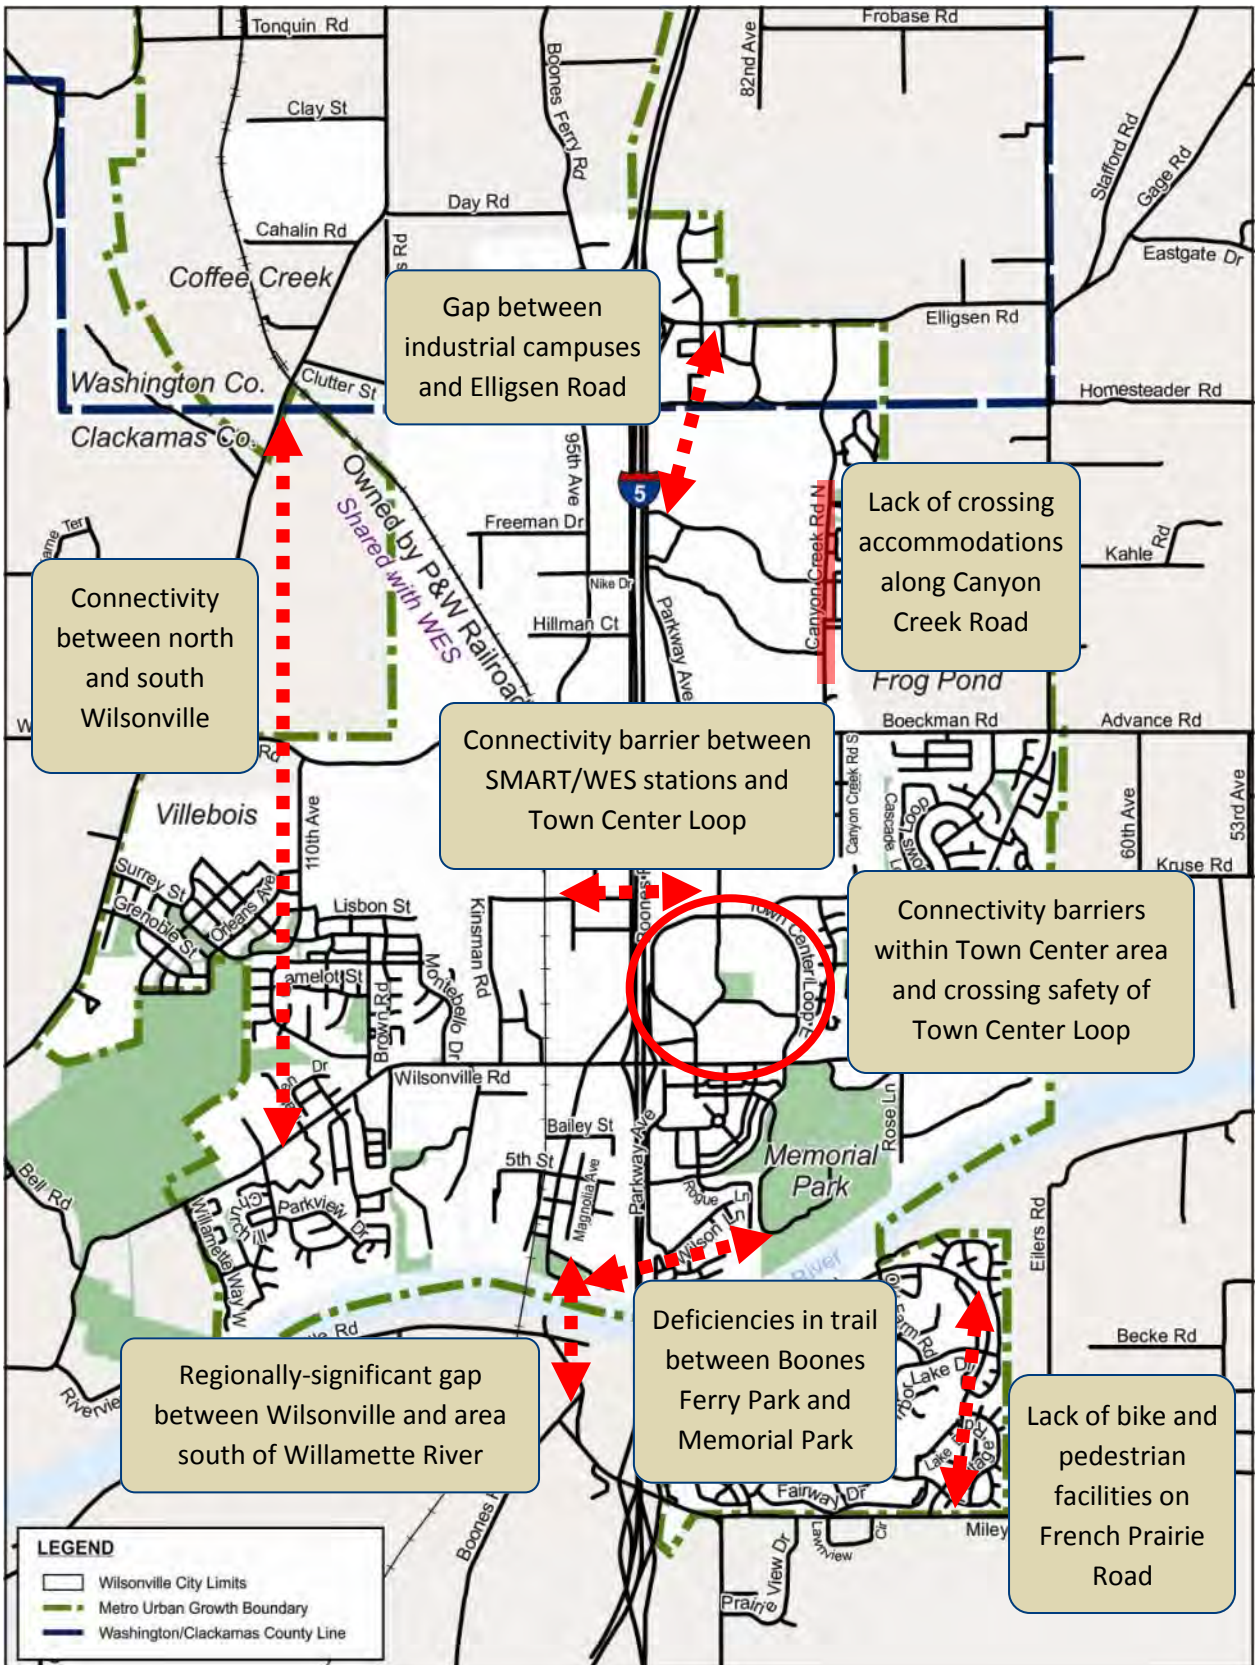 Tonquin Rd
Frobase Rd
Boones Ferry Rd
82nd Ave
Clay St
Stafford Rd
Gage Rd
Day Rd
Cahalin Rd
Eastgate Dr
Coffee Creek
Gap between
industrial campuses
and Elligsen Road
Elligsen Rd
Washington Co.
Clutter St
Homesteader Rd
Clackamas Co.
95th Ave
Owned by P&W Railroad
Shared with WES
5
Freeman Dr
Canyon Creek Rd N
Lack of crossing
accommodations
along Canyon
Creek Road
Kahle Rd
Connectivity
between north
and south
Wilsonville
Nike Dr
Hillman Ct
Parkway Ave
Frog Pond
Boeckman Rd
Advance Rd
Rd
Connectivity barrier between
SMART/WES stations and
Town Center Loop
Canyon Creek Rd S
60th Ave
53rd Ave
Villebois
110th Ave
Kruse Rd
Surrey St
Grenoble St
Orleans Ave
Lisbon St
Kinsman Rd
Town Center Loop E
Connectivity barriers
within Town Center area
and crossing safety of
Town Center Loop
amelot St
Brown Rd
Montebello Dr
Wilsonville Rd
Dr
Bailey St
5th St
Magnolia Ave
Parkway Ave
Rose Ln
Memorial
Park
Rogue Ln
Wilson Ln
Bell Rd
Parkview Dr
Willamette Way W
Eilers Rd
River
Farm Rd
Lake Dr
Becke Rd
Regionally-significant gap
between Wilsonville and area
south of Willamette River
Deficiencies in trail
between Boones
Ferry Park and
Memorial Park
Lack of bike and
pedestrian
facilities on
French Prairie
Road
Fairway Dr
Lawnview Cir
Miley
Prairie View Dr
Boones
LEGEND
Wilsonville City Limits
Metro Urban Growth Boundary
Washington/Clackamas County Line